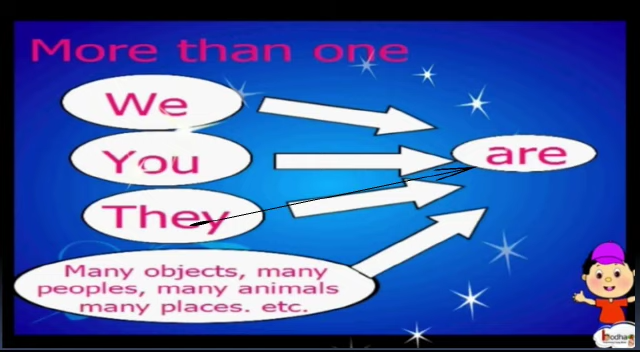 More than one
We
You
They
Many objects, many
peoples, many animals
many places. etc.
are